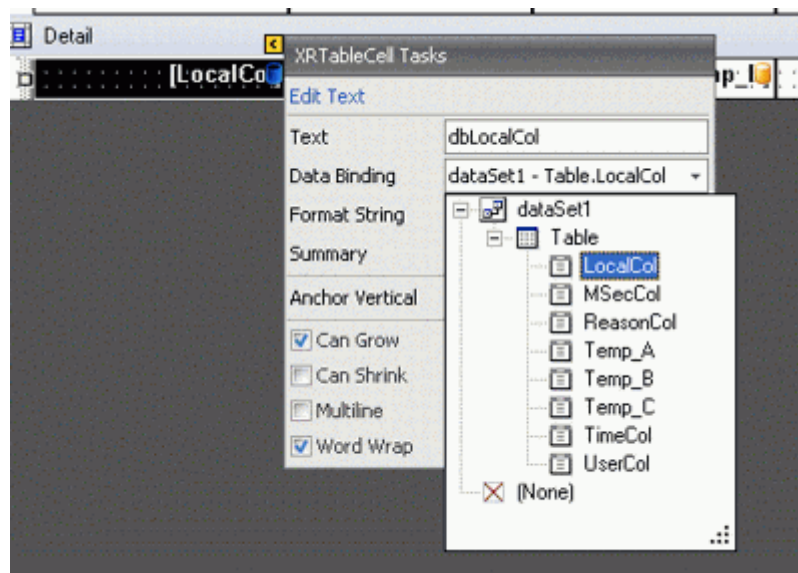 Detail
XRTableCell Tasks
[LocalCo
Edit Text
Text dbLocalCol
Data Binding dataSet1 - Table.LocalCol
Format String
dataSet1
Summary
Table
LocalCol
Anchor Vertical
MSecCol
ReasonCol
Can Grow
Temp_A
Can Shrink
Temp_B
Multiline
Temp_C
Word Wrap
TimeCol
UserCol
(None)